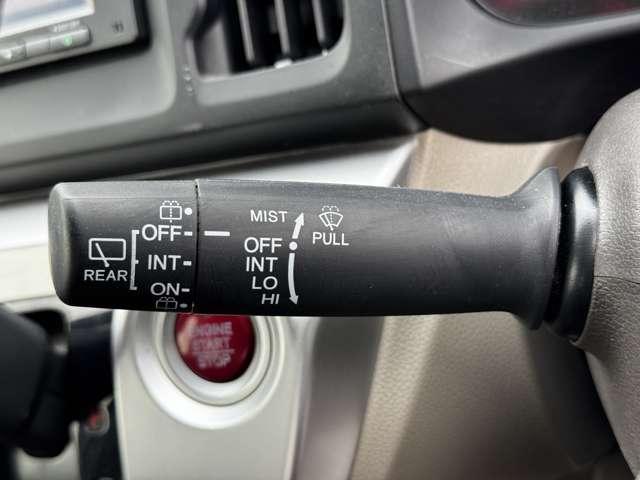 REAR
OFF
INT
ON
MIST
OFF
INT
LO
HI
PULL
ENGINE
START
STOP